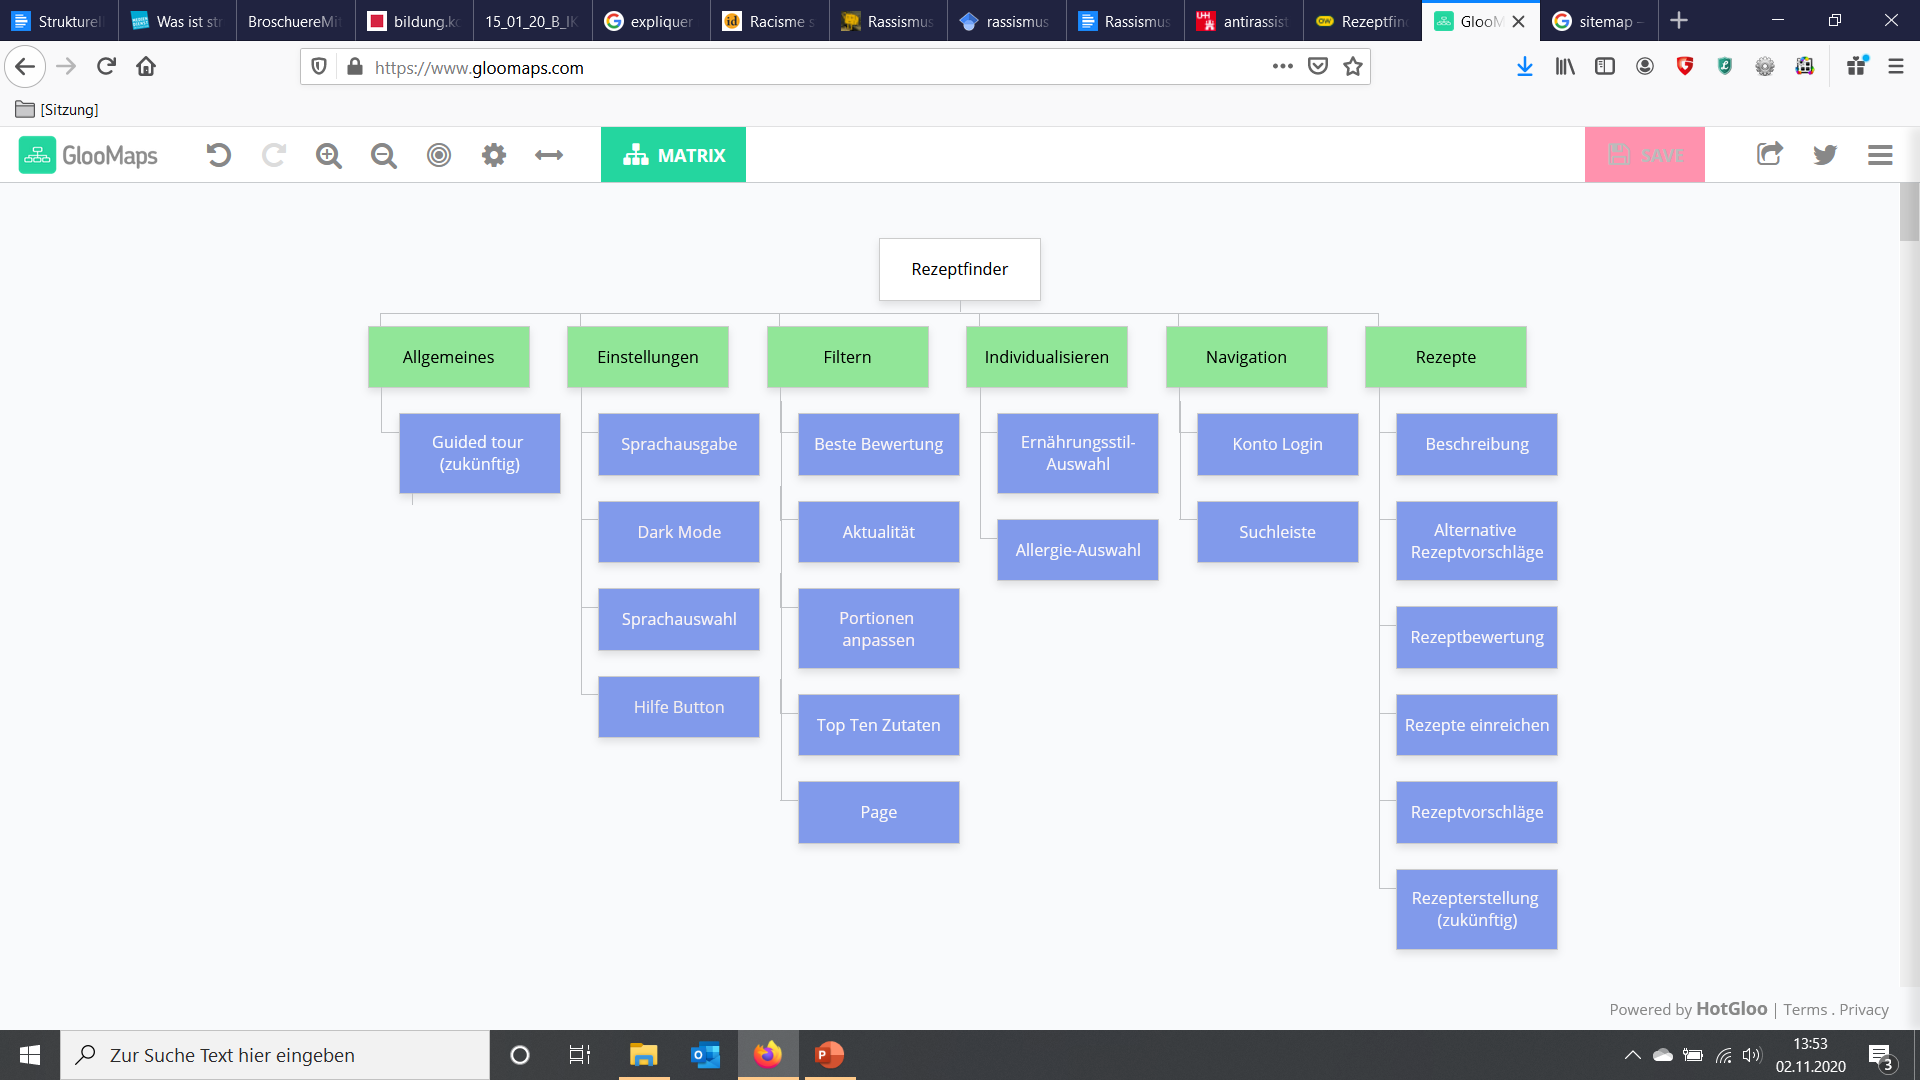 Strukturell
Was ist str
BroschuereMit
bildung.ko
15_01_20_B_IK
expliquer
Racisme s
Rassismus
rassismus
Rassismus
antirassist
Rezeptfin
GlooM
sitemap –
https://www.gloomaps.com
[Sitzung]
GlooMaps
MATRIX
SAVE
Rezeptfinder
Allgemeines
Einstellungen
Filtern
Individualisieren
Navigation
Rezepte
Guided tour
(zukünftig)
Sprachausgabe
Dark Mode
Sprachauswahl
Hilfe Button
Beste Bewertung
Aktualität
Portionen
anpassen
Top Ten Zutaten
Page
Ernährungsstil-
Auswahl
Allergie-Auswahl
Konto Login
Suchleiste
Beschreibung
Alternative
Rezeptvorschläge
Rezeptbewertung
Rezepte einreichen
Rezeptvorschläge
Rezepterstellung
(zukünftig)
Powered by HotGloo | Terms . Privacy
Zur Suche Text hier eingeben
13:53
02.11.2020
3